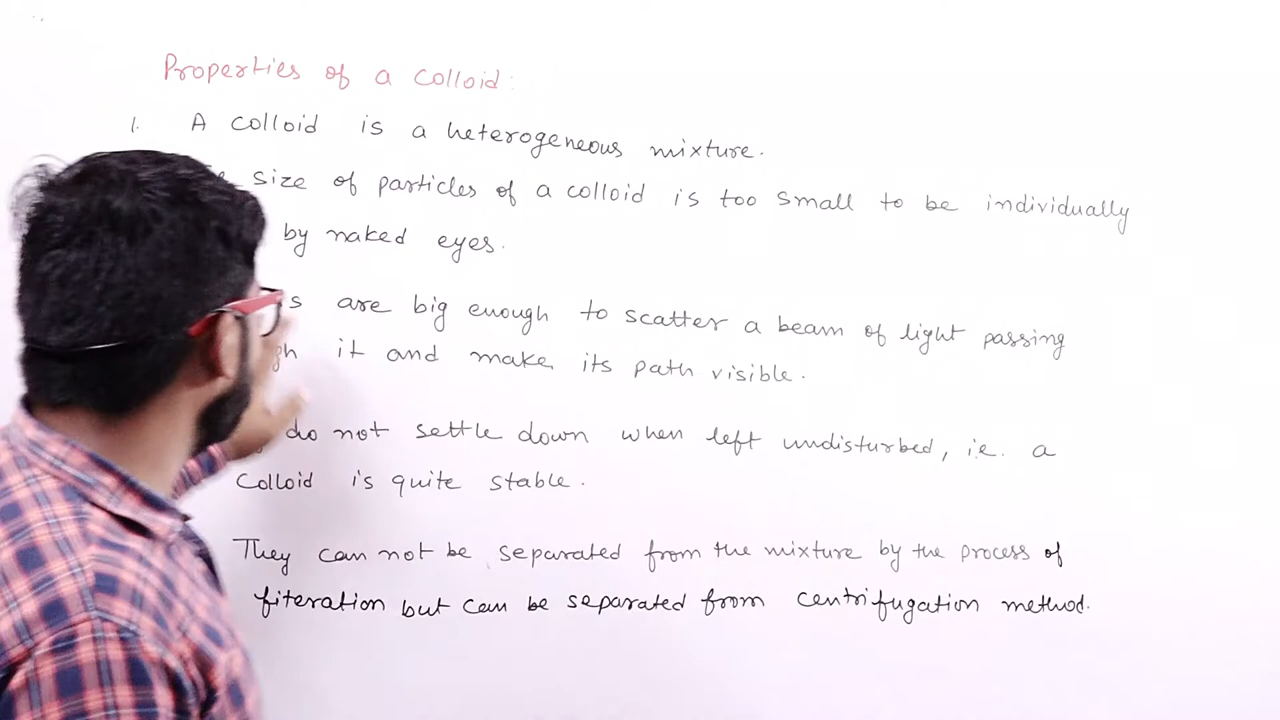 Properties of a colloid:
1. A colloid is a heterogeneous mixture.
size of particles of a colloid is too small to be individually
by naked eyes.
are big enough to scatter a beam of light passing
it and make its path visible.
do not settle down when left undisturbed, i.e. a
colloid is quite stable.
They can not be separated from the mixture by the process of
fiteration but can be separated from centrifugation method.